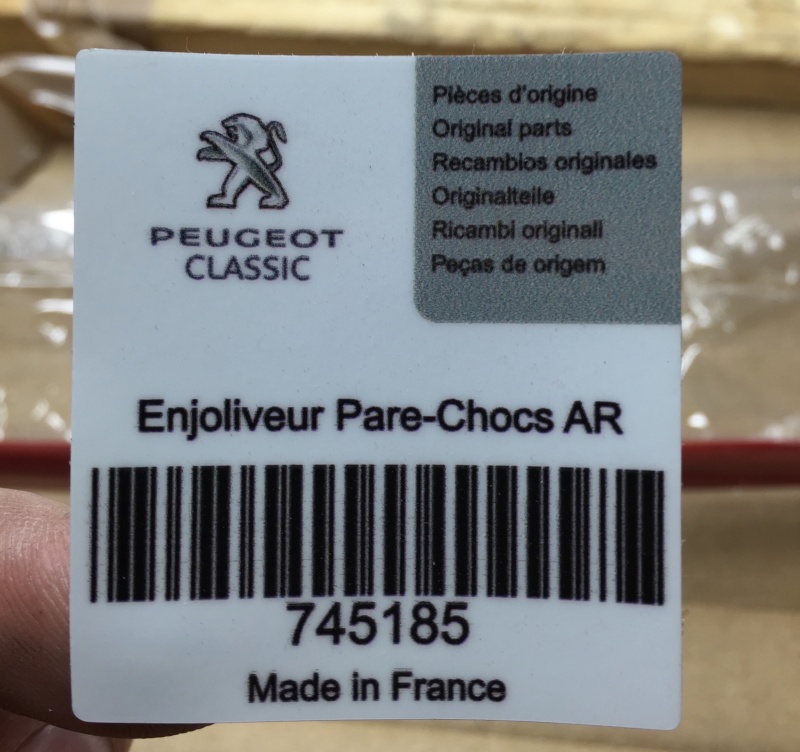 PEUGEOT
CLASSIC
Pièces d'origine
Original parts
Recambios originales
Originalteile
Ricambi originali
Peças de origem
Enjoliveur Pare-Chocs AR
745185
Made in France